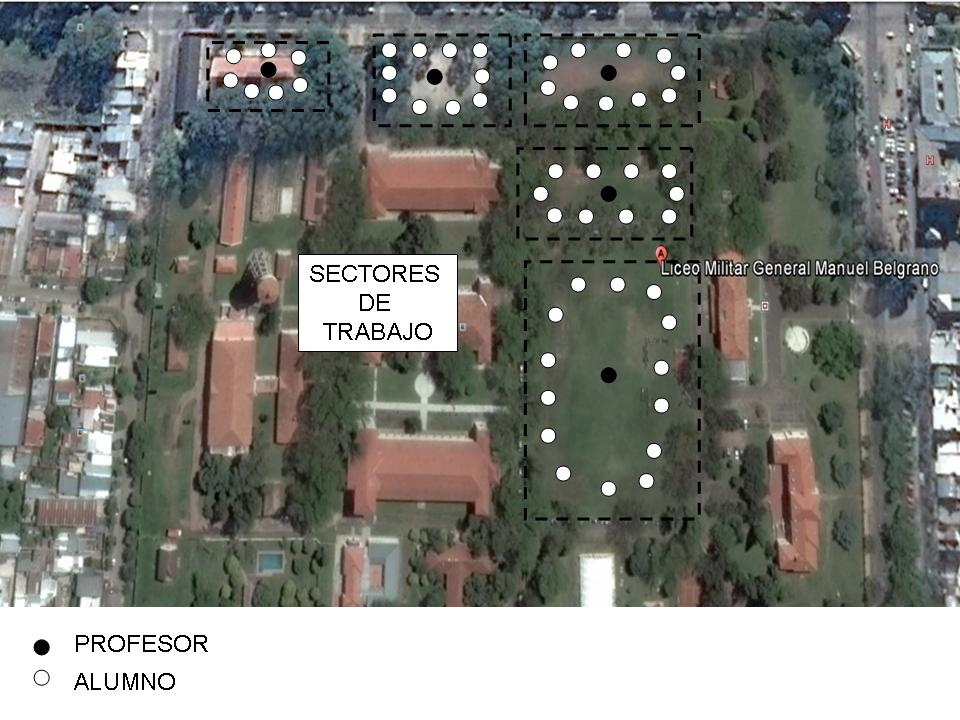 H
H
A
Liceo Militar General Manuel Belgrano
SECTORES
DE
TRABAJO
PROFESOR
ALUMNO